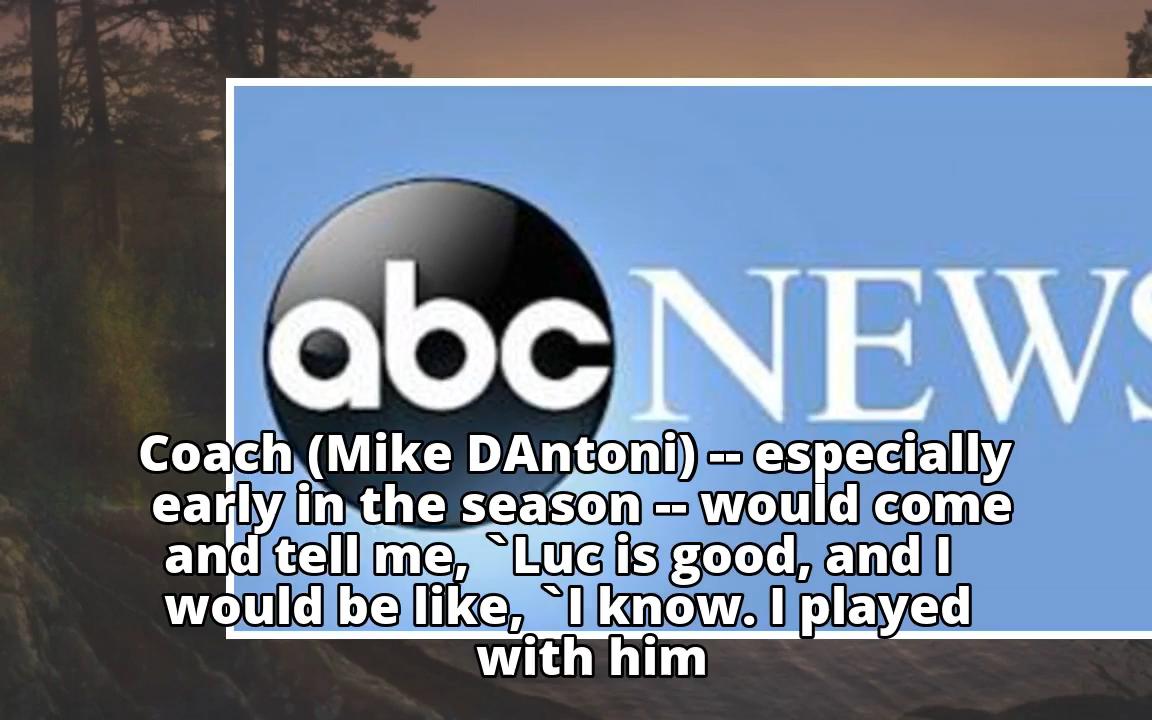 abc NEWS
Coach (Mike DAntoni) -- especially
early in the season -- would come
and tell me, `Luc is good, and I
would be like, `I know. I played
with him